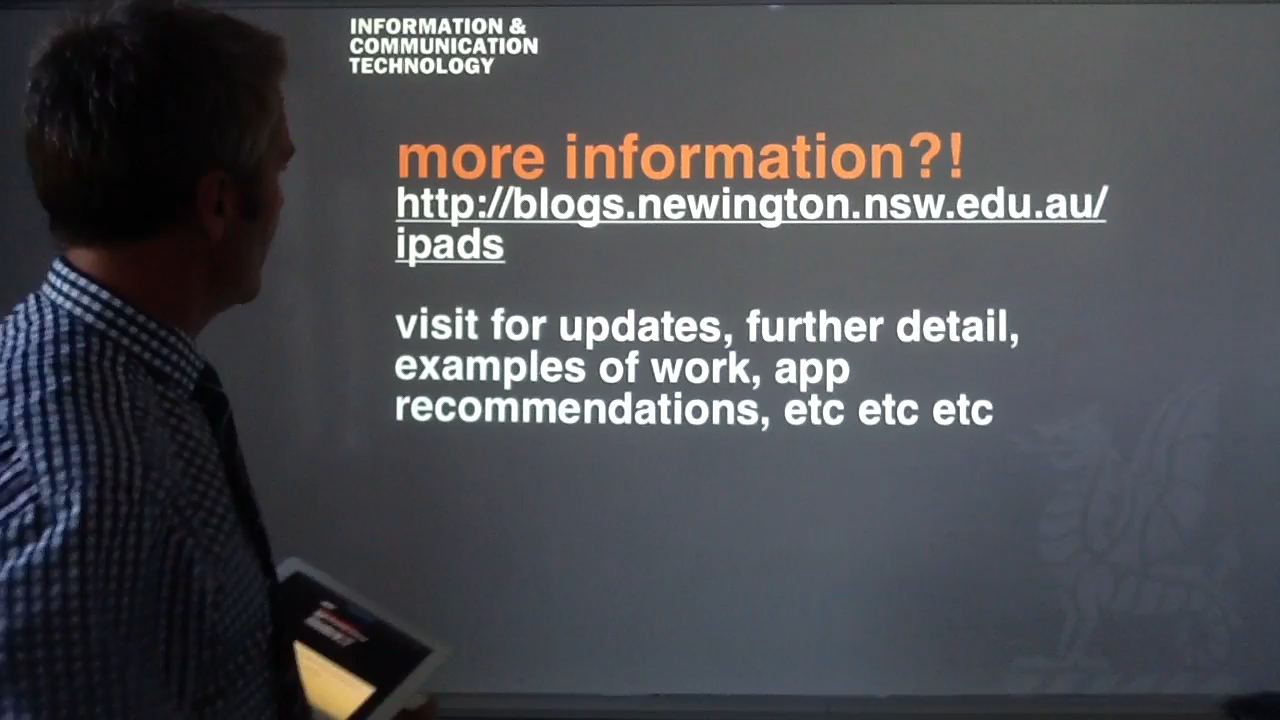 INFORMATION &
COMMUNICATION
TECHNOLOGY
more information?!
http://blogs.newington.nsw.edu.au/
ipads
visit for updates, further detail,
examples of work, app
recommendations, etc etc etc